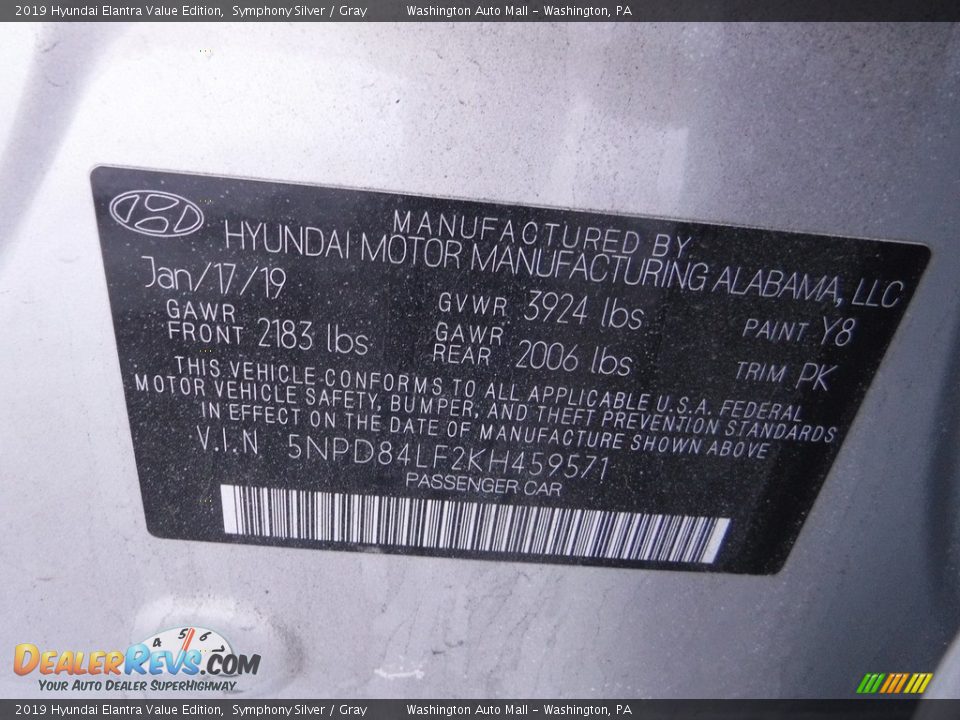 2019 Hyundai Elantra Value Edition, Symphony Silver / Gray Washington Auto Mall - Washington, PA
MANUFACTURED BY
HYUNDAI MOTOR MANUFACTURING ALABAMA, LLC
Jan/17/19
GAWR FRONT 2183 lbs
GVWR 3924 lbs
GAWR REAR 2006 lbs
PAINT Y8
TRIM PK
THIS VEHICLE CONFORMS TO ALL APPLICABLE U.S.A. FEDERAL
MOTOR VEHICLE SAFETY, BUMPER, AND THEFT PREVENTION STANDARDS
IN EFFECT ON THE DATE OF MANUFACTURE SHOWN ABOVE
V.I.N 5NPD84LF2KH459571
PASSENGER CAR
4 5 6 7
DEALERREVS.COM
YOUR AUTO DEALER SUPERHIGHWAY
2019 Hyundai Elantra Value Edition, Symphony Silver / Gray Washington Auto Mall - Washington, PA